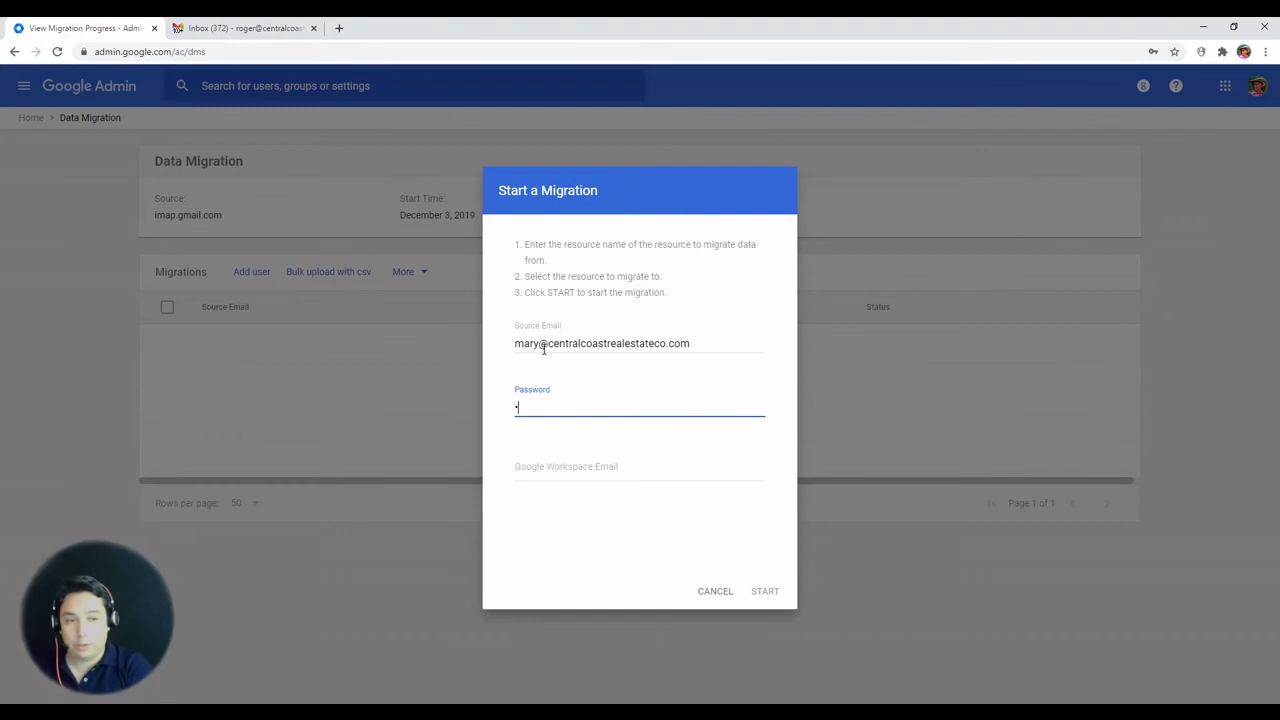 View Migration Progress - Admi
Inbox (372) - roger@centralcoas
admin.google.com/ac/dms
Google Admin
Search for users, groups or settings
Home > Data Migration
Data Migration
Source:
imap.gmail.com
Start Time:
December 3, 2019
Migrations
Add user
Bulk upload with csv
More
Source Email
Status
Rows per page: 50
Page 1 of 1
Start a Migration
1. Enter the resource name of the resource to migrate data
from.
2. Select the resource to migrate to.
3. Click START to start the migration.
Source Email
mary@centralcoastrealestateco.com
Password
Google Workspace Email
CANCEL
START